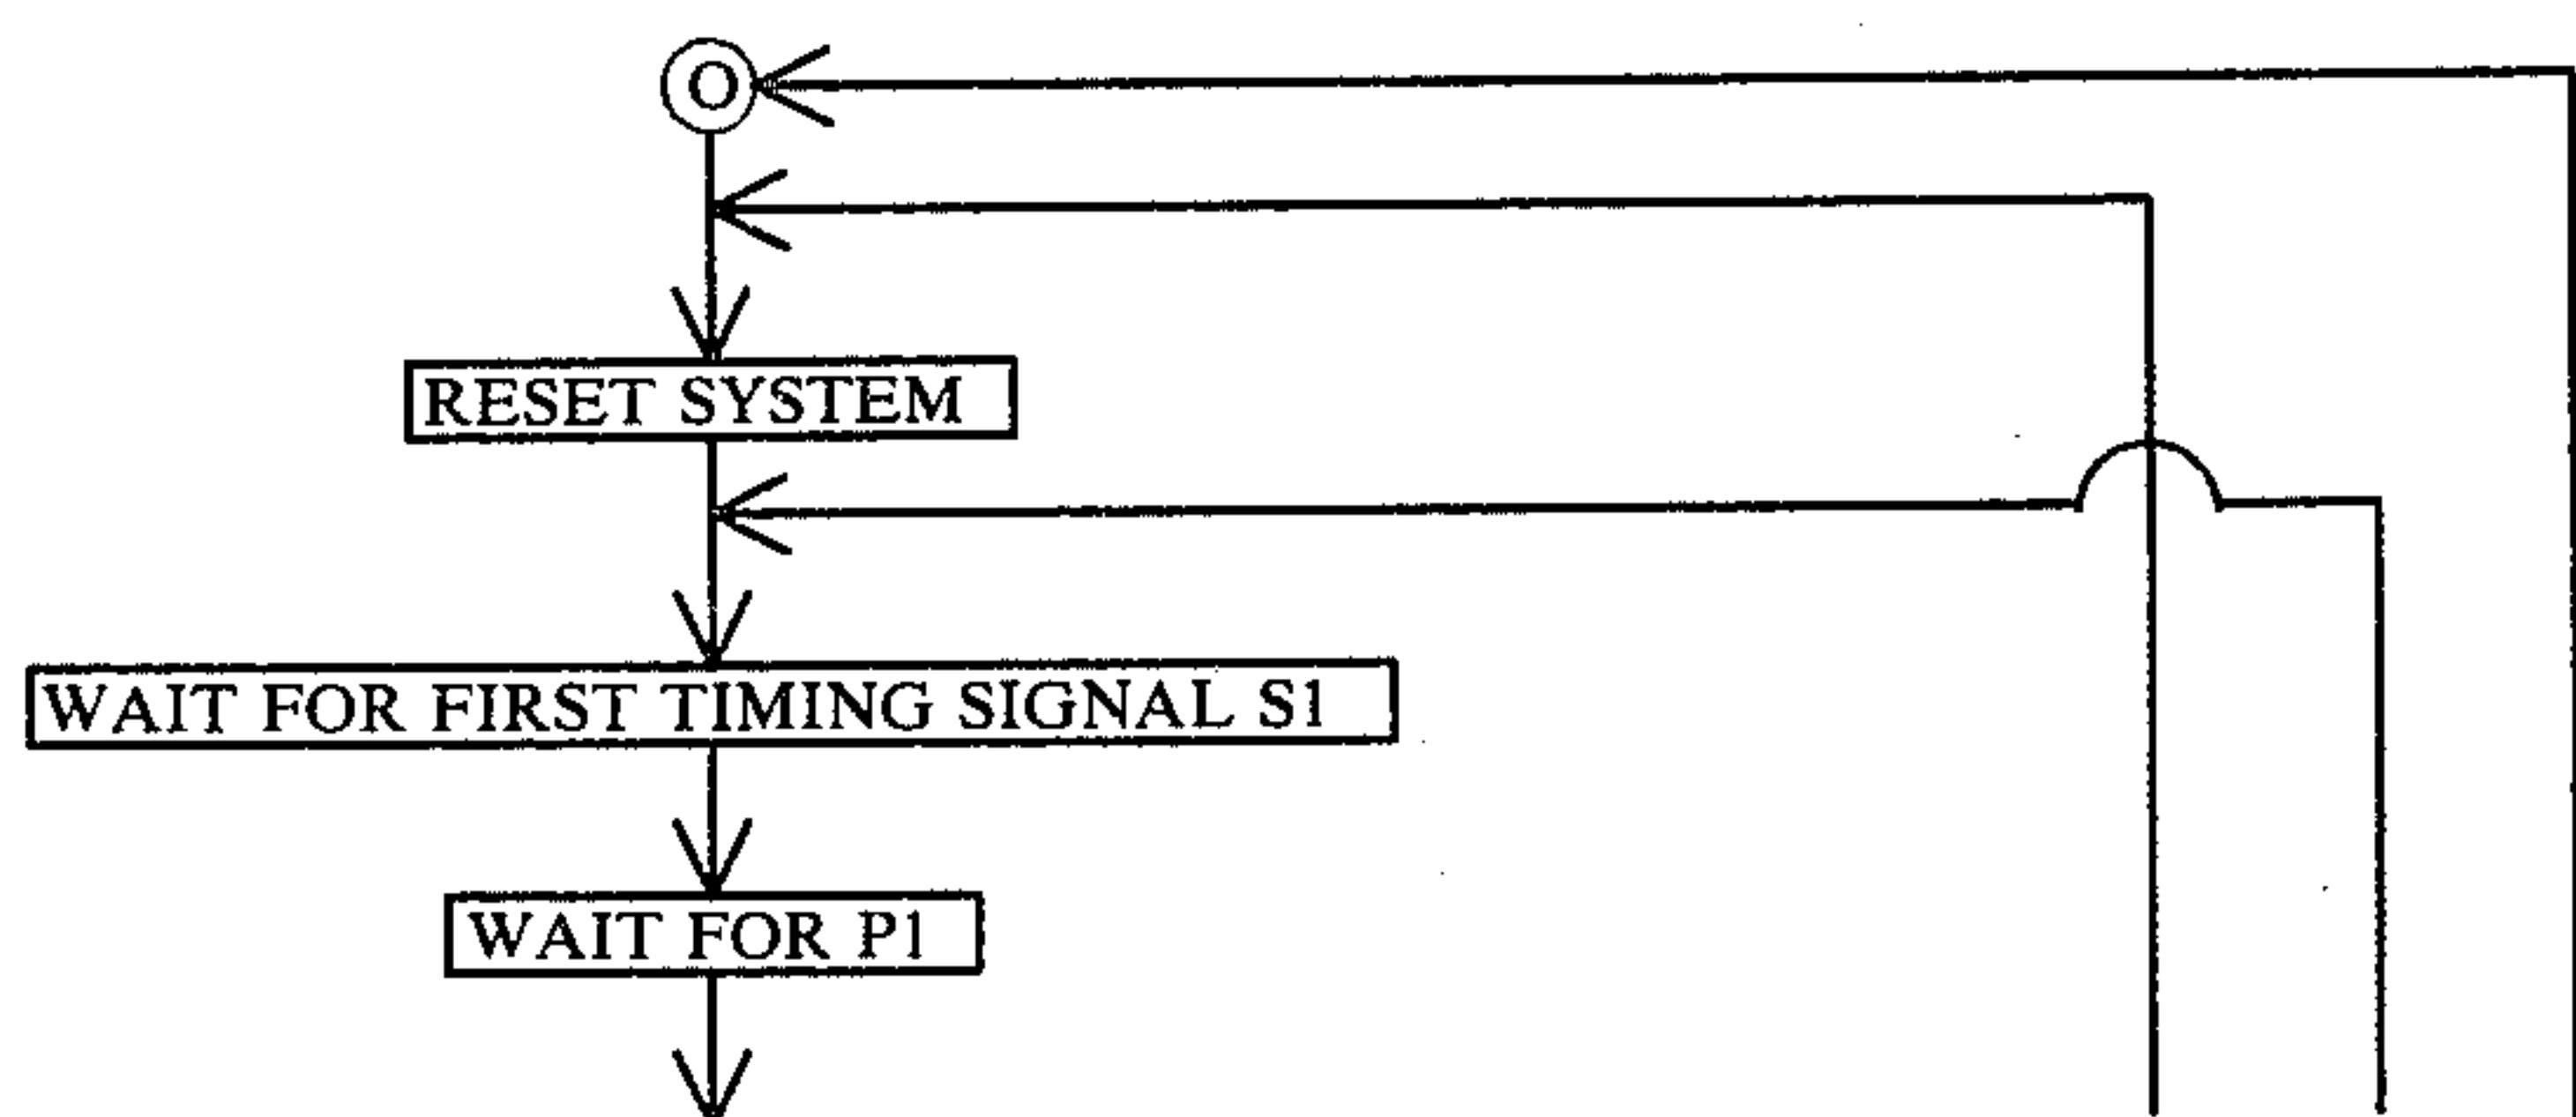 O
RESET SYSTEM
WAIT FOR FIRST TIMING SIGNAL S1
WAIT FOR P1